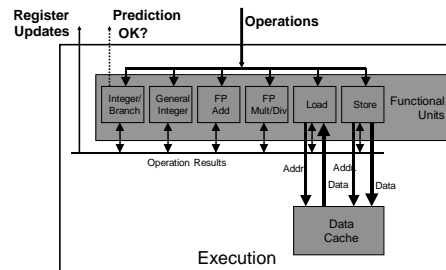 Register
Updates
Prediction
OK?
Operations
Integer/
Branch
General
Integer
FP
Add
FP
Mult/Div
Load
Store
Functional
Units
Operation Results
Addr.
Data
Addr.
Data
Data
Cache
Execution